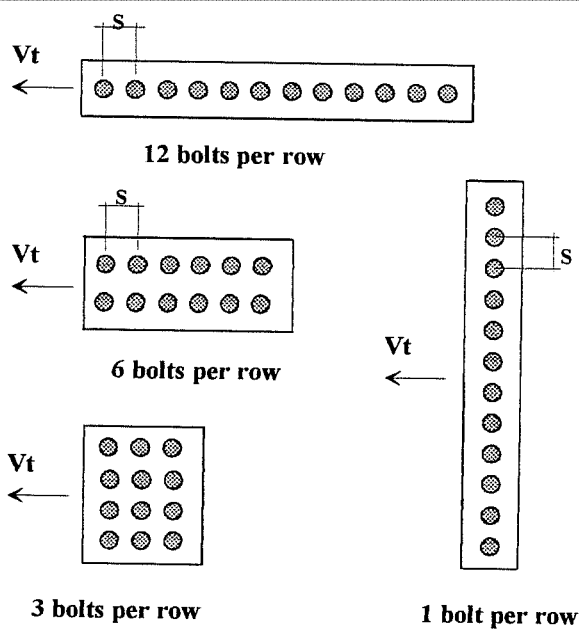 S
Vt
12 bolts per row
S
Vt
6 bolts per row
S
Vt
Vt
3 bolts per row
1 bolt per row